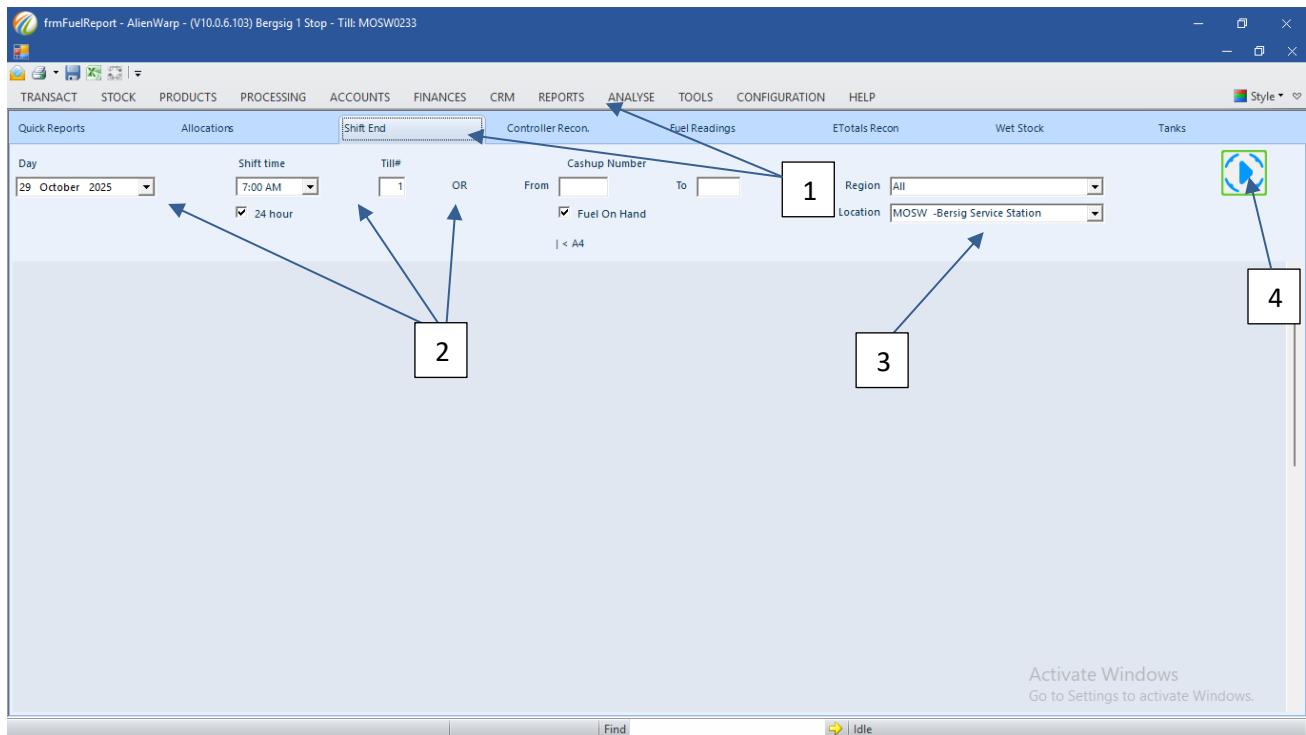 frmFuelReport - AlienWarp - (V10.0.6.103) Bergsig 1 Stop - Till: MOSW0233
TRANSACT STOCK PRODUCTS PROCESSING ACCOUNTS FINANCES CRM REPORTS ANALYSE TOOLS CONFIGURATION HELP Style
Quick Reports Allocations Shift End Controller Recon. Fuel Readings ETotals Recon Wet Stock Tanks
Day Shift time Till# Cashup Number
29 October 2025 7:00 AM 1 OR From To 1 Region All
24 hour Fuel On Hand Location MOSW -Bersig Service Station
| < A4
4
2
3
Activate Windows
Go to Settings to activate Windows.
Find Idle